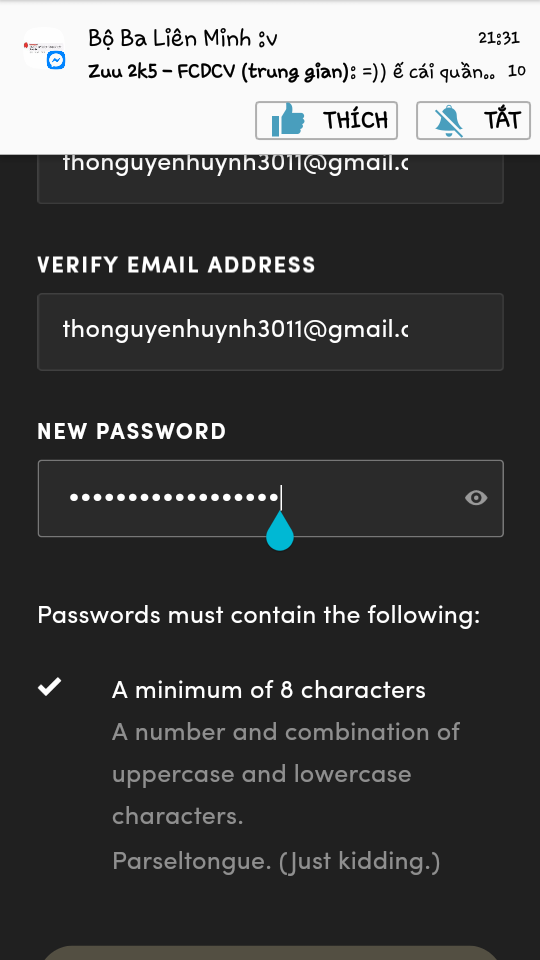 Bộ Ba Liên Minh :v
21:31
Zuu 2k5 - FCDCV (trung gian): =)) ế cái quần.. 10
THÍCH
TẮT
thonguyenhuynh3011@gmail.c
VERIFY EMAIL ADDRESS
thonguyenhuynh3011@gmail.c
NEW PASSWORD
••••••••••••••••••
Passwords must contain the following:
A minimum of 8 characters
A number and combination of
uppercase and lowercase
characters.
Parseltongue. (Just kidding.)